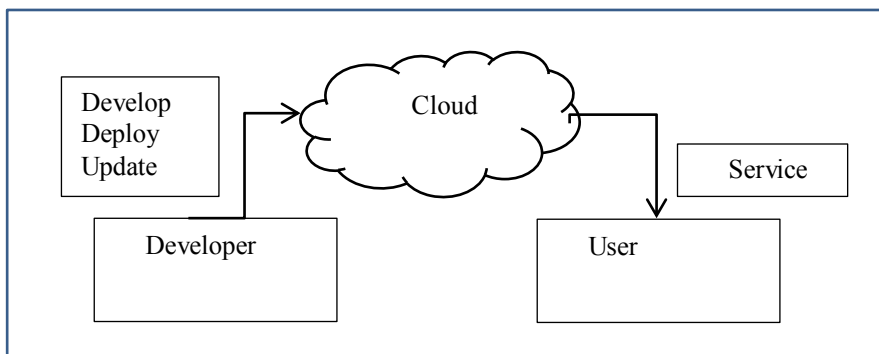 Develop
Deploy
Update
Cloud
Service
Developer
User